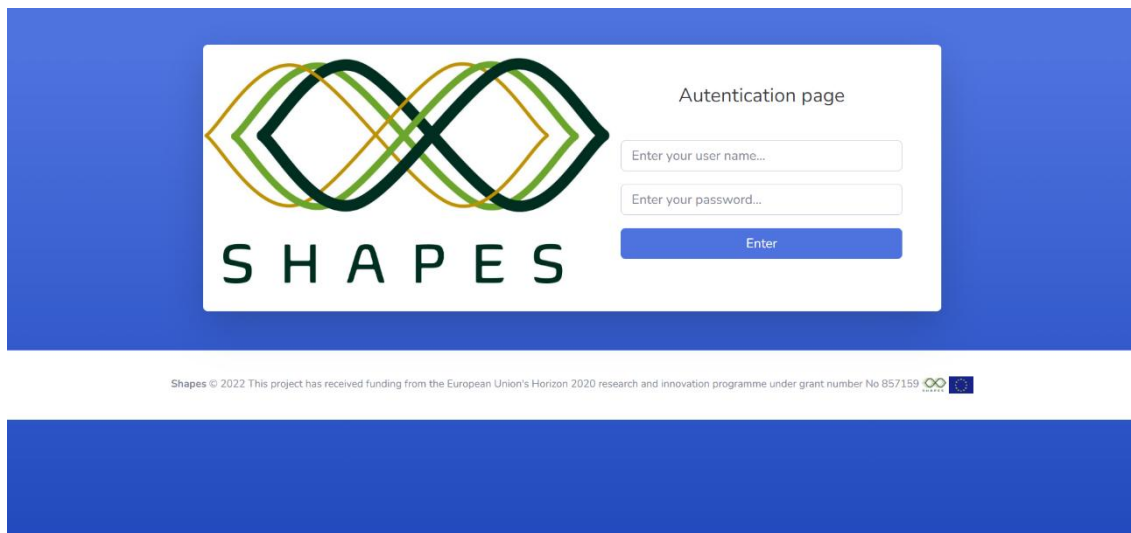 Autentication page
Enter your user name...
Enter your password...
Enter
SHAPES
Shapes © 2022 This project has received funding from the European Union's Horizon 2020 research and innovation programme under grant number No 857159
SHAPES